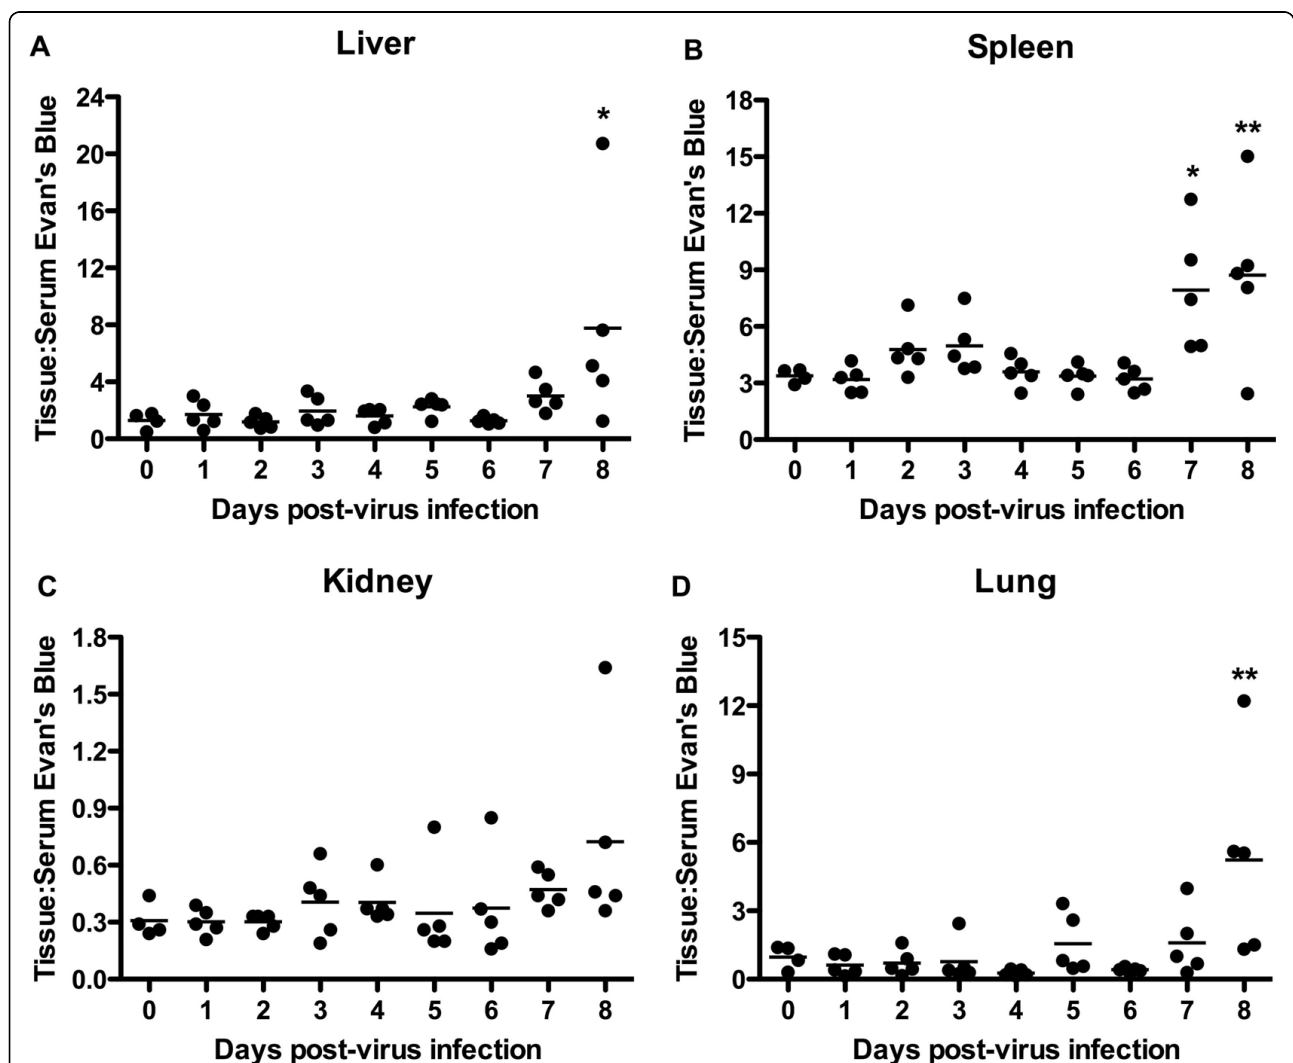 A
Liver
Tissue:Serum Evan's Blue
24
20
16
12
8
4
0
*
0 1 2 3 4 5 6 7 8
Days post-virus infection
B
Spleen
Tissue:Serum Evan's Blue
18
15
12
9
6
3
0
*
**
0 1 2 3 4 5 6 7 8
Days post-virus infection
C
Kidney
Tissue:Serum Evan's Blue
1.8
1.5
1.2
0.9
0.6
0.3
0.0
0 1 2 3 4 5 6 7 8
Days post-virus infection
D
Lung
Tissue:Serum Evan's Blue
15
12
9
6
3
0
**
0 1 2 3 4 5 6 7 8
Days post-virus infection